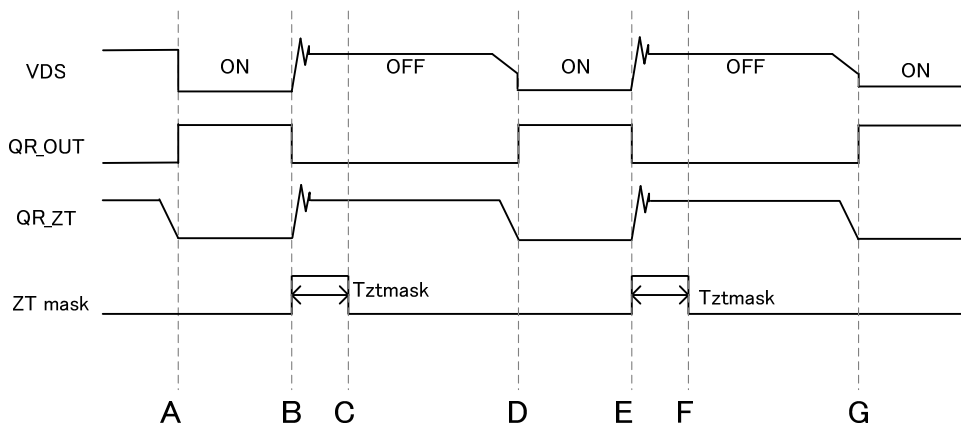 VDS
ON
OFF
ON
OFF
ON
QR_OUT
QR_ZT
ZT mask
Tztmask
Tztmask
A B C D E F G